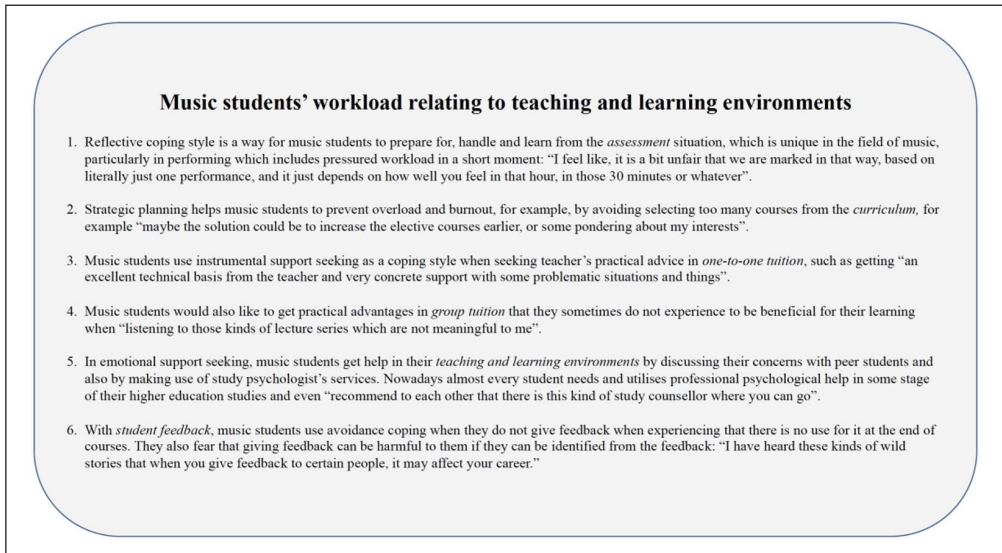 Music students’ workload relating to teaching and learning environments
1. Reflective coping style is a way for music students to prepare for, handle and learn from the assessment situation, which is unique in the field of music,
particularly in performing which includes pressured workload in a short moment: “I feel like, it is a bit unfair that we are marked in that way, based on
literally just one performance, and it just depends on how well you feel in that hour, in those 30 minutes or whatever”.
2. Strategic planning helps music students to prevent overload and burnout, for example, by avoiding selecting too many courses from the curriculum, for
example “maybe the solution could be to increase the elective courses earlier, or some pondering about my interests”.
3. Music students use instrumental support seeking as a coping style when seeking teacher’s practical advice in one-to-one tuition, such as getting “an
excellent technical basis from the teacher and very concrete support with some problematic situations and things”.
4. Music students would also like to get practical advantages in group tuition that they sometimes do not experience to be beneficial for their learning
when “listening to those kinds of lecture series which are not meaningful to me”.
5. In emotional support seeking, music students get help in their teaching and learning environments by discussing their concerns with peer students and
also by making use of study psychologist’s services. Nowadays almost every student needs and utilises professional psychological help in some stage
of their higher education studies and even “recommend to each other that there is this kind of study counsellor where you can go”.
6. With student feedback, music students use avoidance coping when they do not give feedback when experiencing that there is no use for it at the end of
courses. They also fear that giving feedback can be harmful to them if they can be identified from the feedback: “I have heard these kinds of wild
stories that when you give feedback to certain people, it may affect your career.”